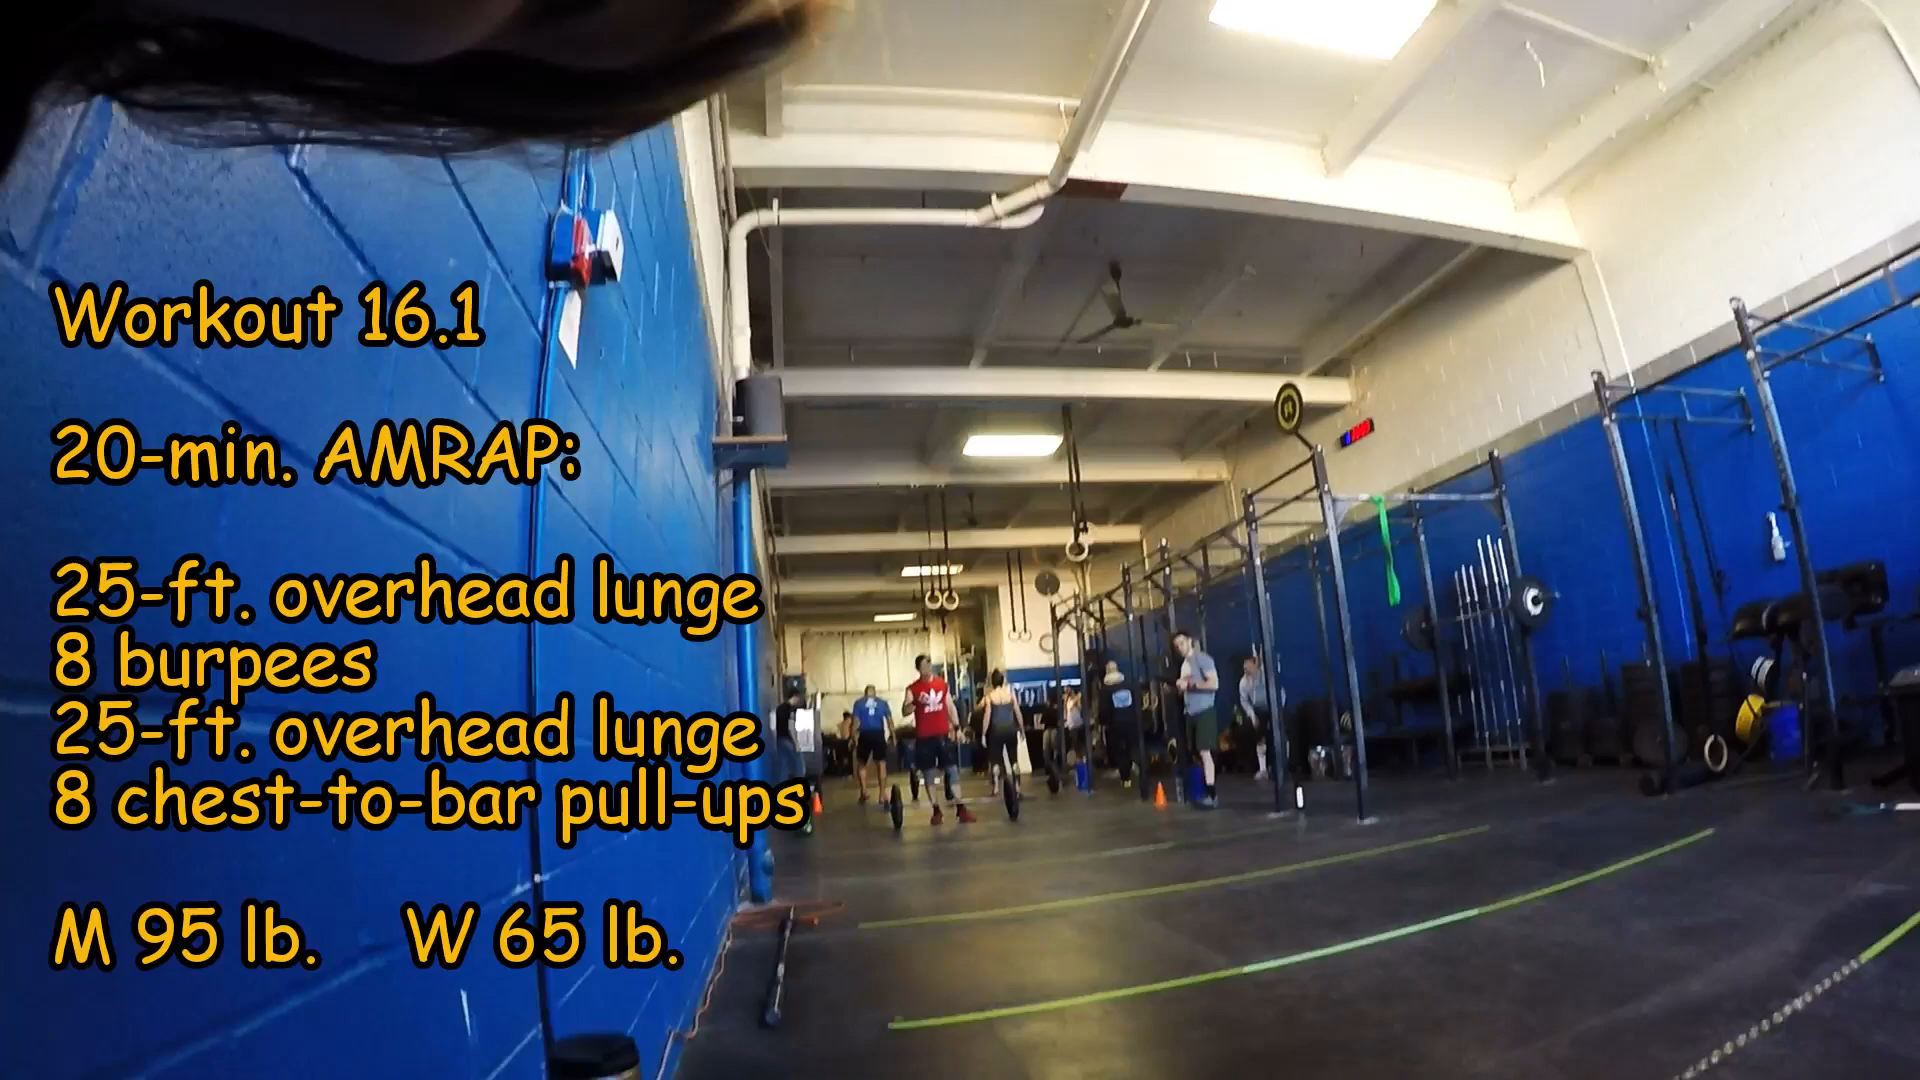 Workout 16.1
20-min. AMRAP:
25-ft. overhead lunge
8 burpees
25-ft. overhead lunge
8 chest-to-bar pull-ups
M 95 lb. W 65 lb.